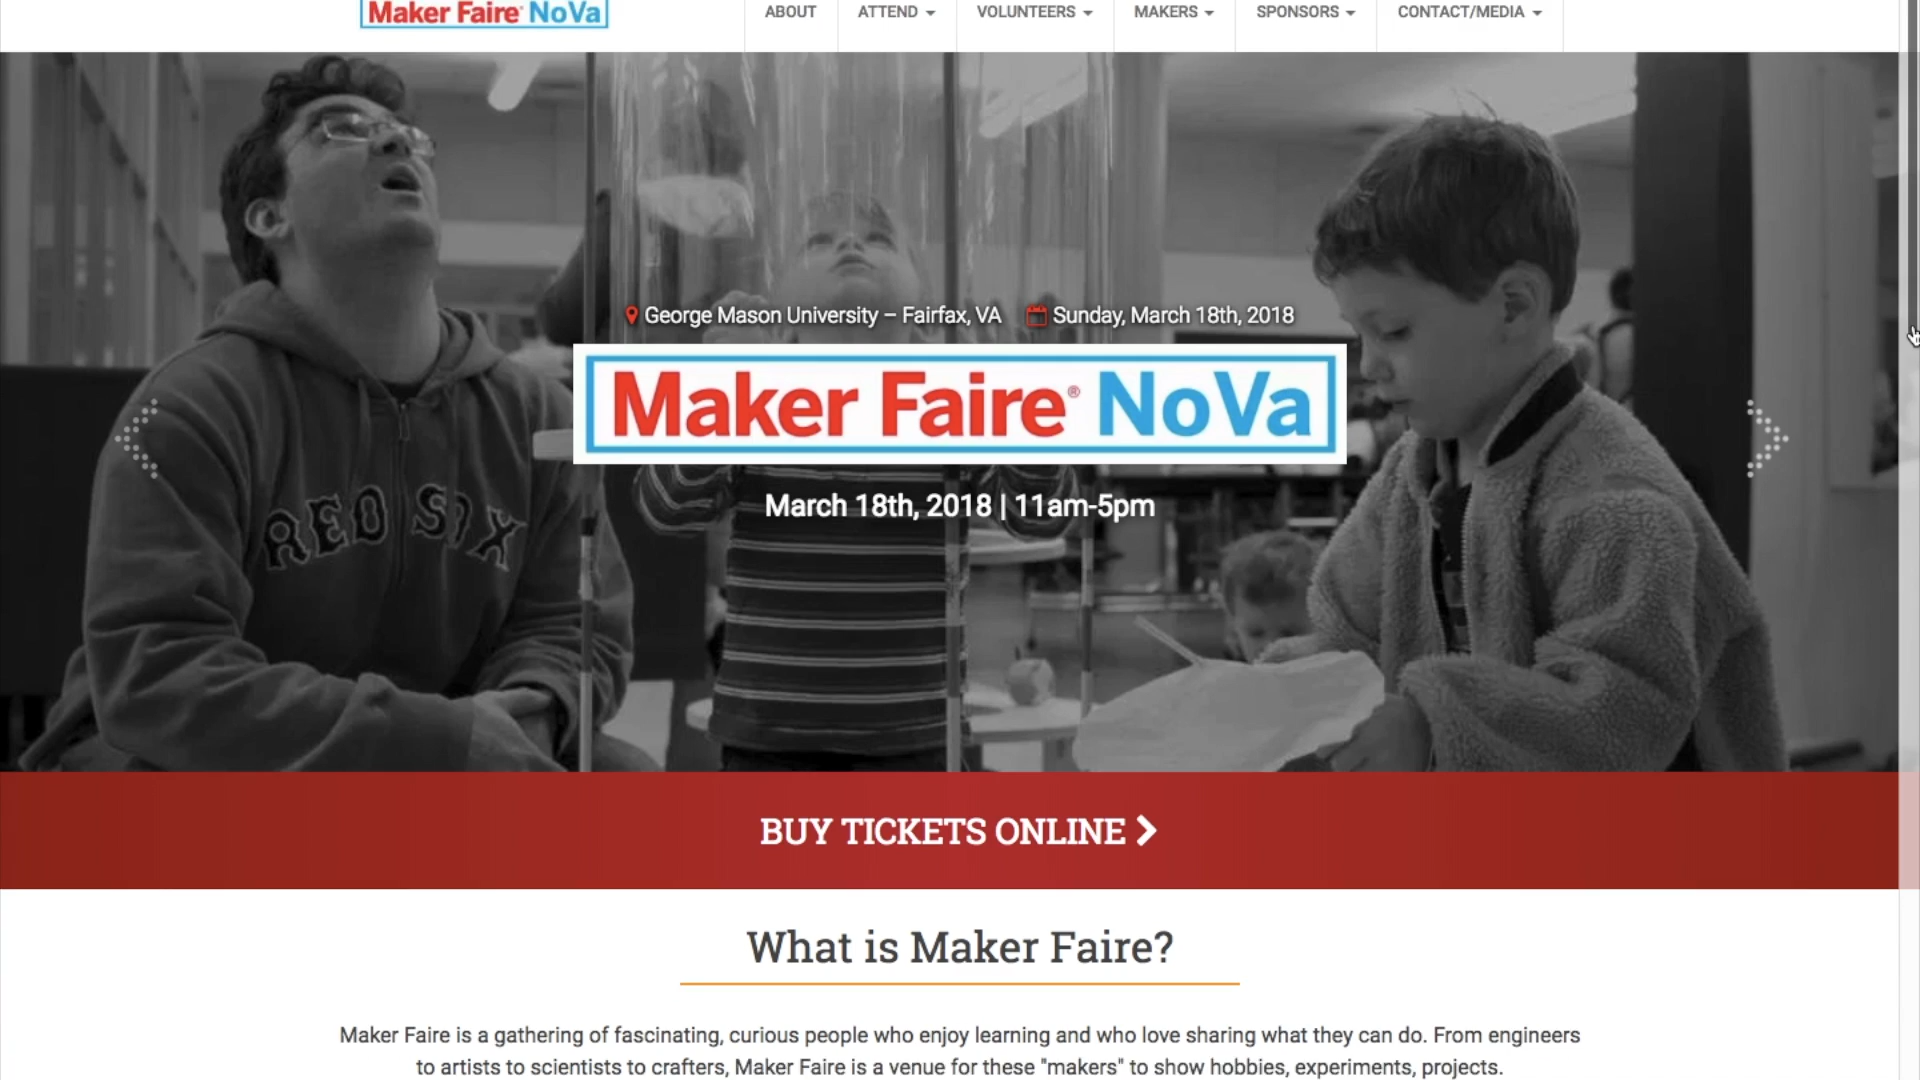 Maker Faire® NoVa
ABOUT
ATTEND
VOLUNTEERS
MAKERS
SPONSORS
CONTACT/MEDIA
George Mason University – Fairfax, VA
Sunday, March 18th, 2018
Maker Faire® NoVa
March 18th, 2018 | 11am-5pm
RED SOX
BUY TICKETS ONLINE
What is Maker Faire?
Maker Faire is a gathering of fascinating, curious people who enjoy learning and who love sharing what they can do. From engineers
to artists to scientists to crafters, Maker Faire is a venue for these "makers" to show hobbies, experiments, projects.